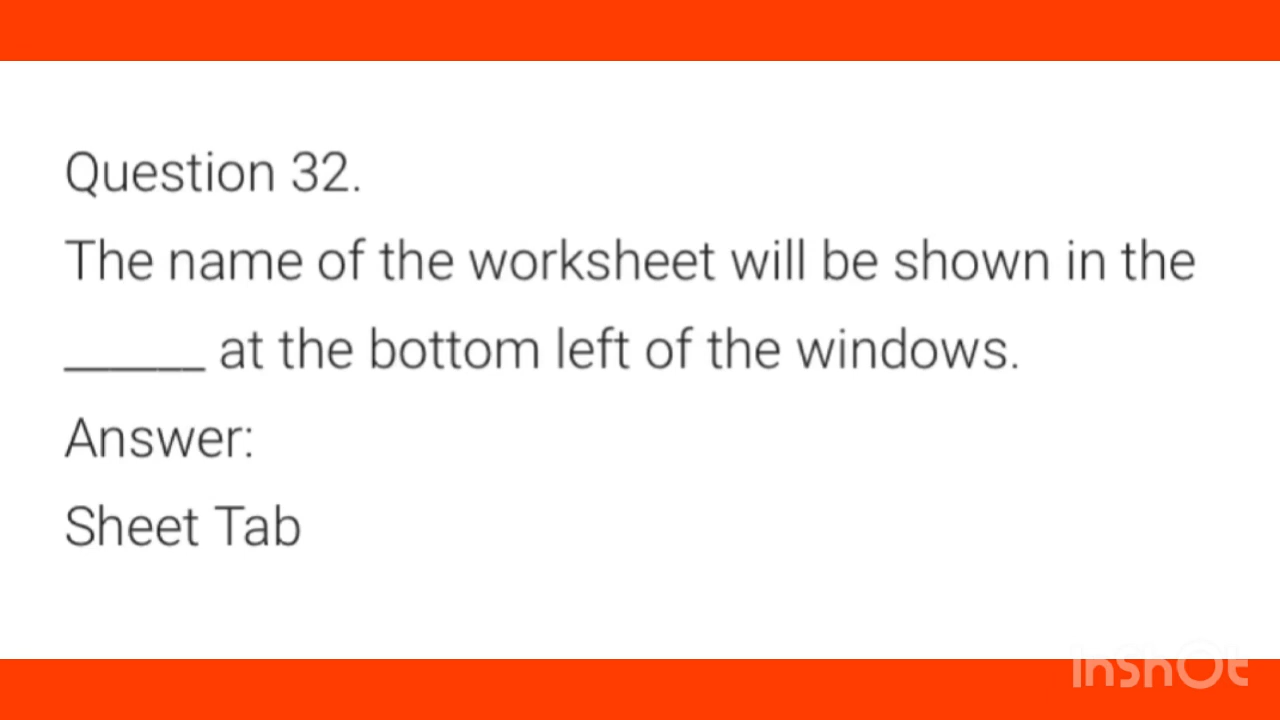 Question 32.
The name of the worksheet will be shown in the
______ at the bottom left of the windows.
Answer:
Sheet Tab
InShOt